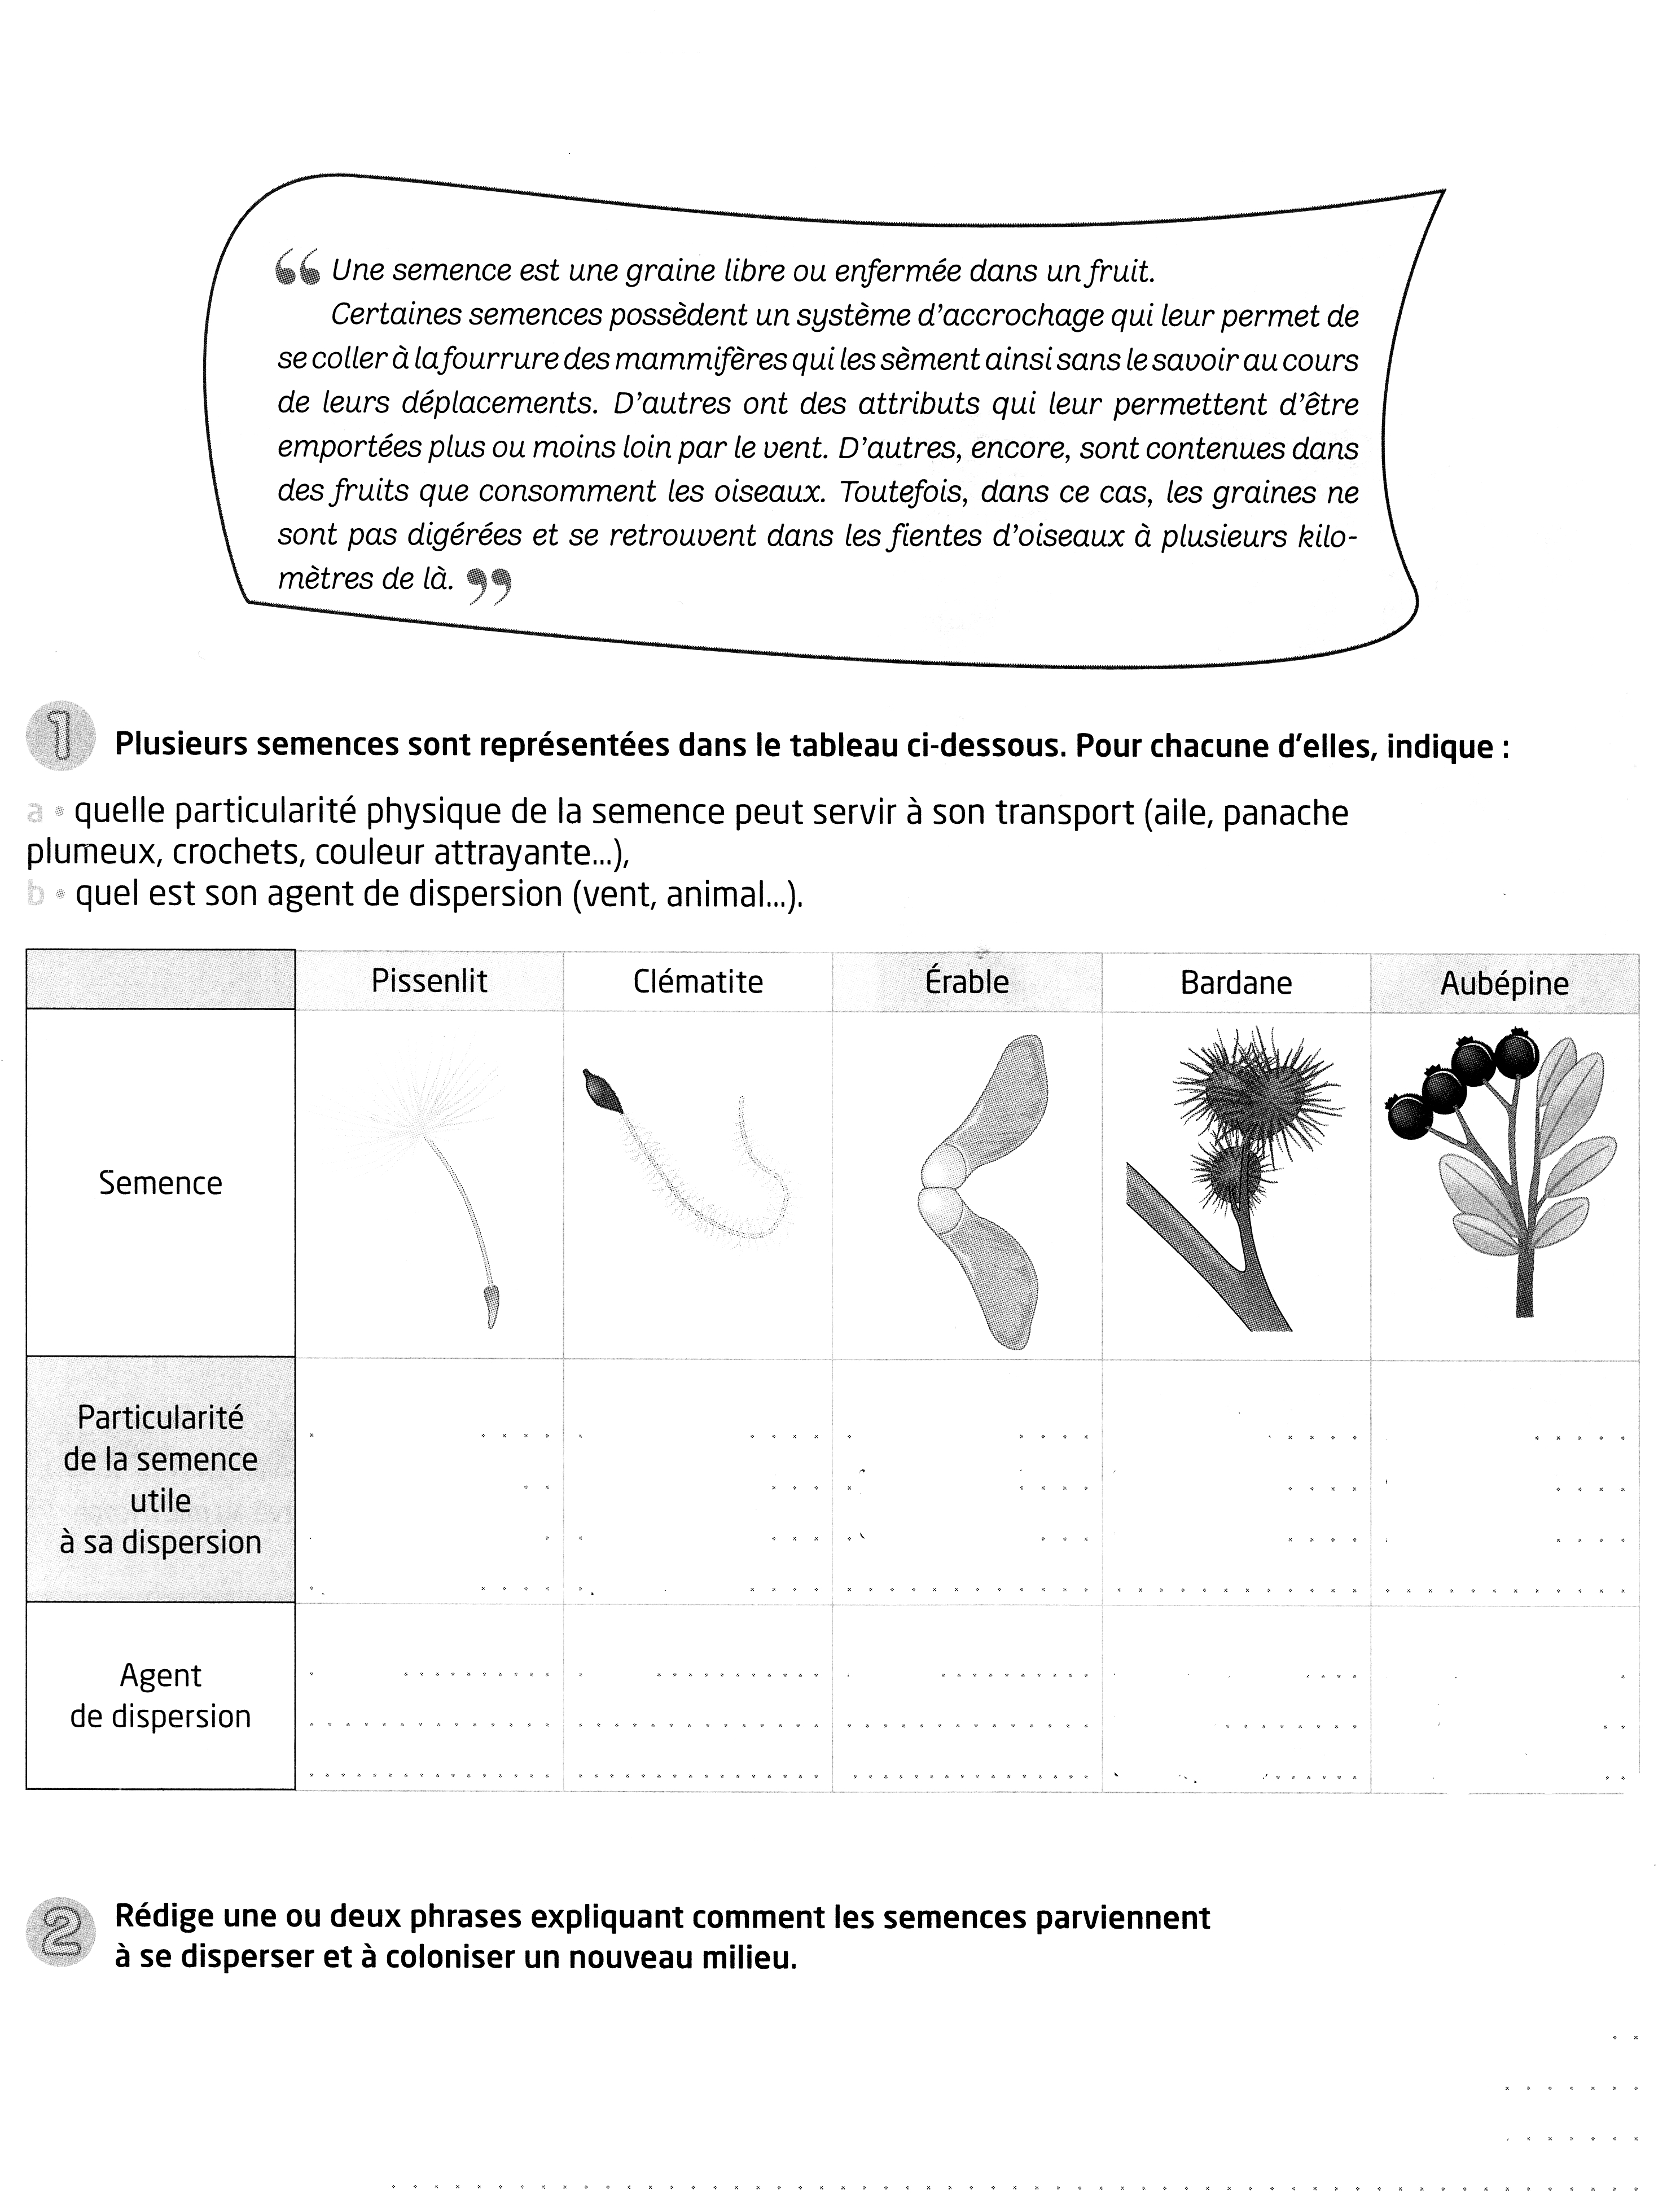 “ Une semence est une graine libre ou enfermée dans un fruit.
Certaines semences possèdent un système d’accrochage qui leur permet de
se coller à la fourrure des mammifères qui les sèment ainsi sans le savoir au cours
de leurs déplacements. D’autres ont des attributs qui leur permettent d’être
emportées plus ou moins loin par le vent. D’autres, encore, sont contenues dans
des fruits que consomment les oiseaux. Toutefois, dans ce cas, les graines ne
sont pas digérées et se retrouvent dans les fientes d’oiseaux à plusieurs kilo-
mètres de là. ”
1 Plusieurs semences sont représentées dans le tableau ci-dessous. Pour chacune d’elles, indique :
a • quelle particularité physique de la semence peut servir à son transport (aile, panache
plumeux, crochets, couleur attrayante...),
b • quel est son agent de dispersion (vent, animal...).
Pissenlit Clématite Érable Bardane Aubépine
Semence
Particularité
de la semence
utile
à sa dispersion
Agent
de dispersion
2 Rédige une ou deux phrases expliquant comment les semences parviennent
à se disperser et à coloniser un nouveau milieu.